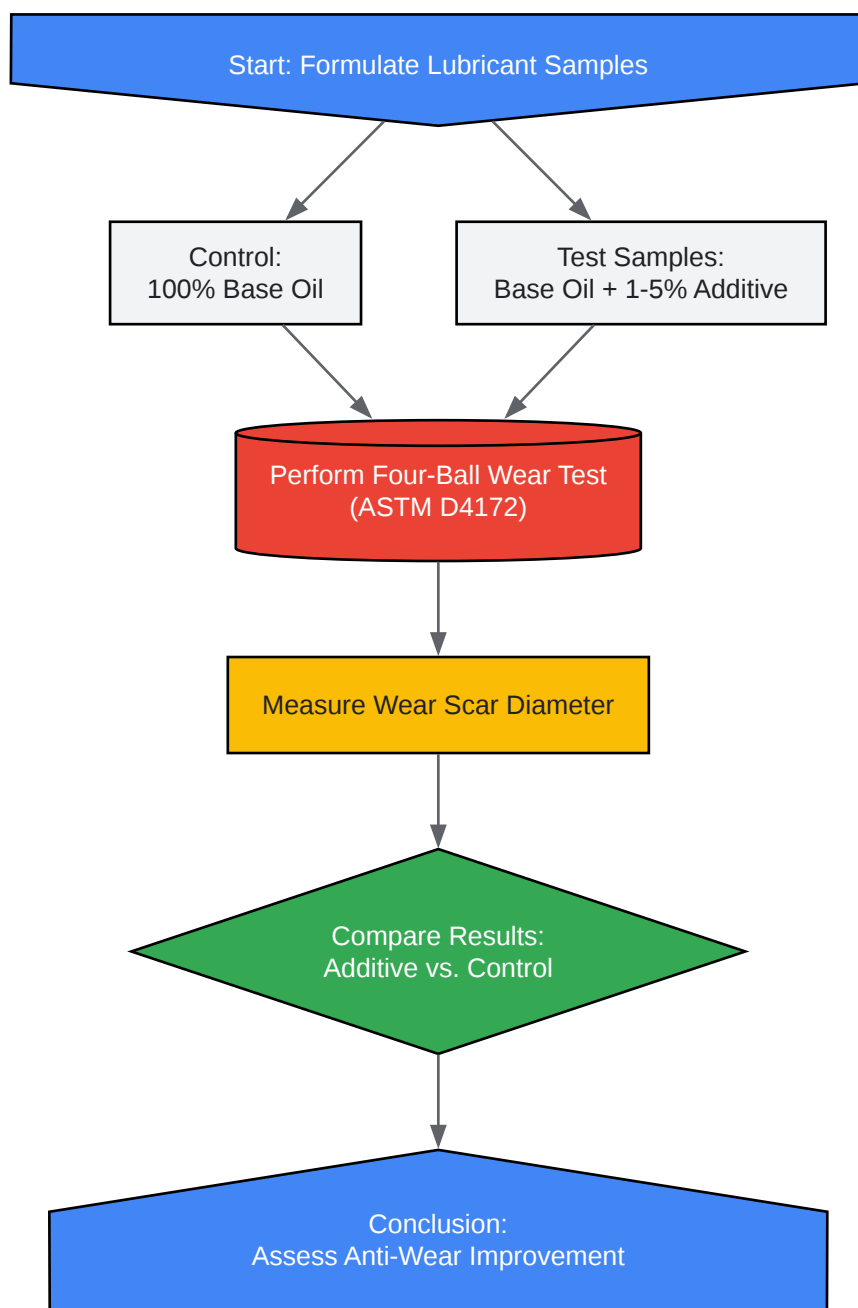 Start: Formulate Lubricant Samples
Control:
100% Base Oil
Test Samples:
Base Oil + 1-5% Additive
Perform Four-Ball Wear Test
(ASTM D4172)
Measure Wear Scar Diameter
Compare Results:
Additive vs. Control
Conclusion:
Assess Anti-Wear Improvement